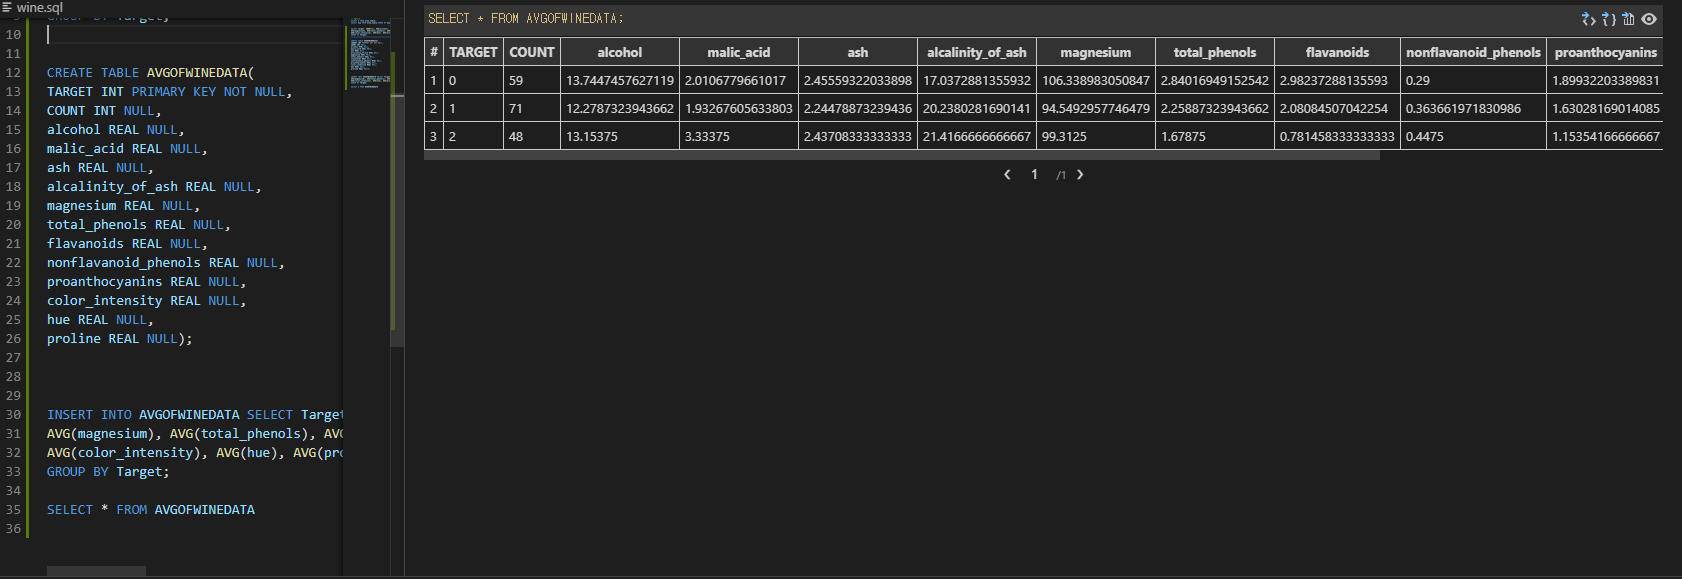 wine.sql
9 GROUP BY Target;
10
11
12 CREATE TABLE AVGOFWINEDATA(
13 TARGET INT PRIMARY KEY NOT NULL,
14 COUNT INT NULL,
15 alcohol REAL NULL,
16 malic_acid REAL NULL,
17 ash REAL NULL,
18 alcalinity_of_ash REAL NULL,
19 magnesium REAL NULL,
20 total_phenols REAL NULL,
21 flavanoids REAL NULL,
22 nonflavanoid_phenols REAL NULL,
23 proanthocyanins REAL NULL,
24 color_intensity REAL NULL,
25 hue REAL NULL,
26 proline REAL NULL);
27
28
29
30 INSERT INTO AVGOFWINEDATA SELECT Target
31 AVG(magnesium), AVG(total_phenols), AVG
32 AVG(color_intensity), AVG(hue), AVG(pro
33 GROUP BY Target;
34
35 SELECT * FROM AVGOFWINEDATA
36
SELECT * FROM AVGOFWINEDATA;
# TARGET COUNT alcohol malic_acid ash alcalinity_of_ash magnesium total_phenols flavanoids nonflavanoid_phenols proanthocyanins
1 0 59 13.7447457627119 2.0106779661017 2.45559322033898 17.0372881355932 106.338983050847 2.84016949152542 2.98237288135593 0.29 1.89932203389831
2 1 71 12.2787323943662 1.93267605633803 2.24478873239436 20.2380281690141 94.5492957746479 2.25887323943662 2.08084507042254 0.363661971830986 1.63028169014085
3 2 48 13.15375 3.33375 2.43708333333333 21.4166666666667 99.3125 1.67875 0.781458333333333 0.4475 1.15354166666667
1 /1